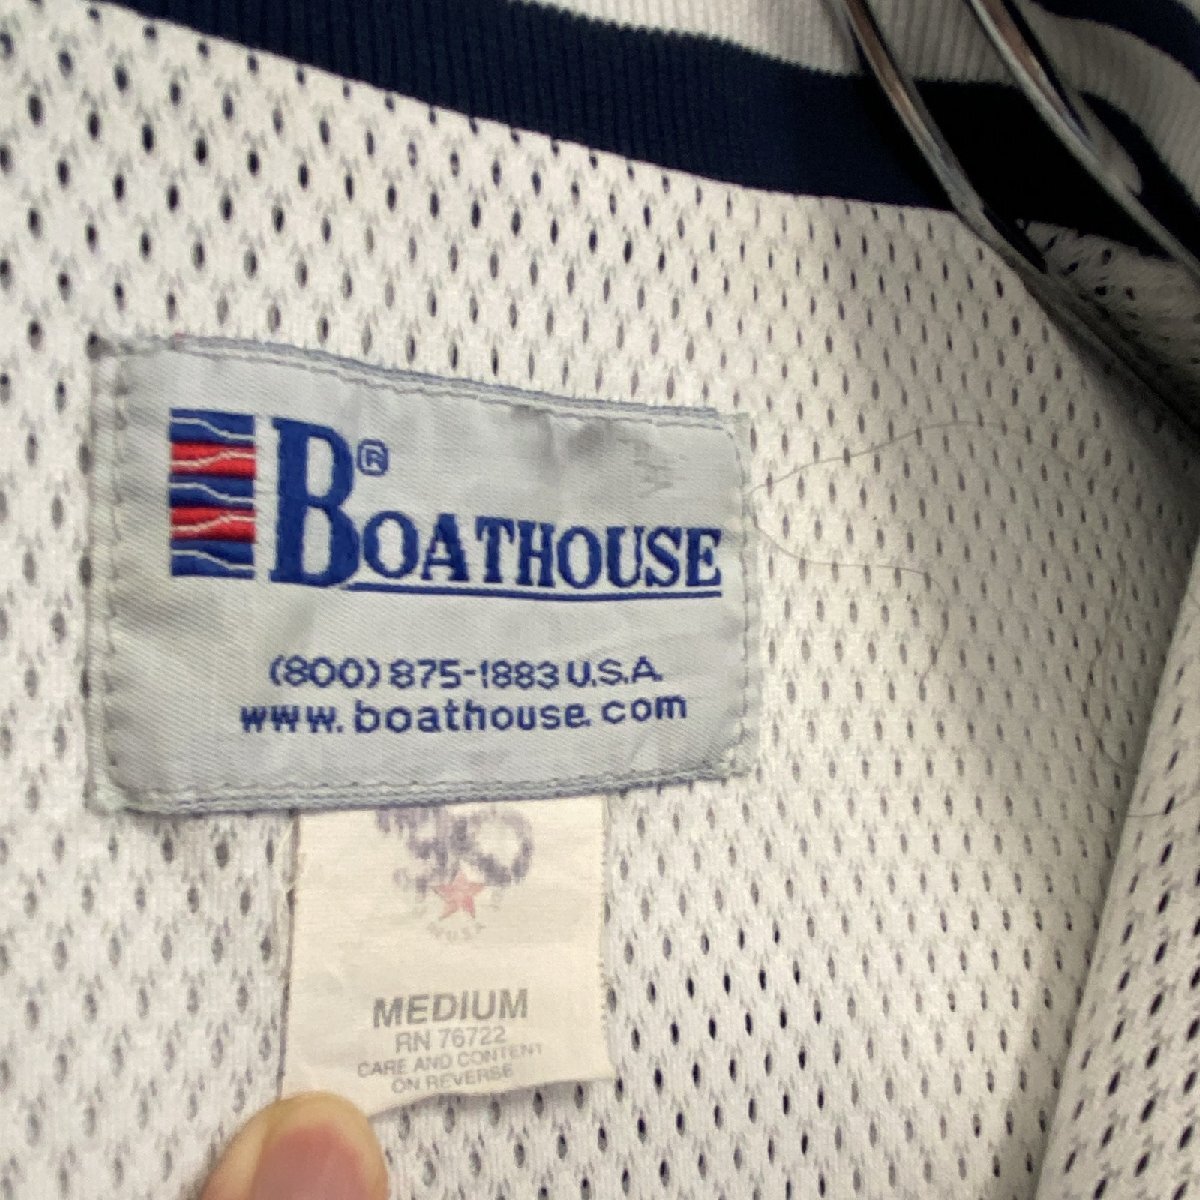 BOATHOUSE®
(800) 875-1883 U.S.A.
www.boathouse.com
MEDIUM
RN 76722
CARE AND CONTENT
ON REVERSE